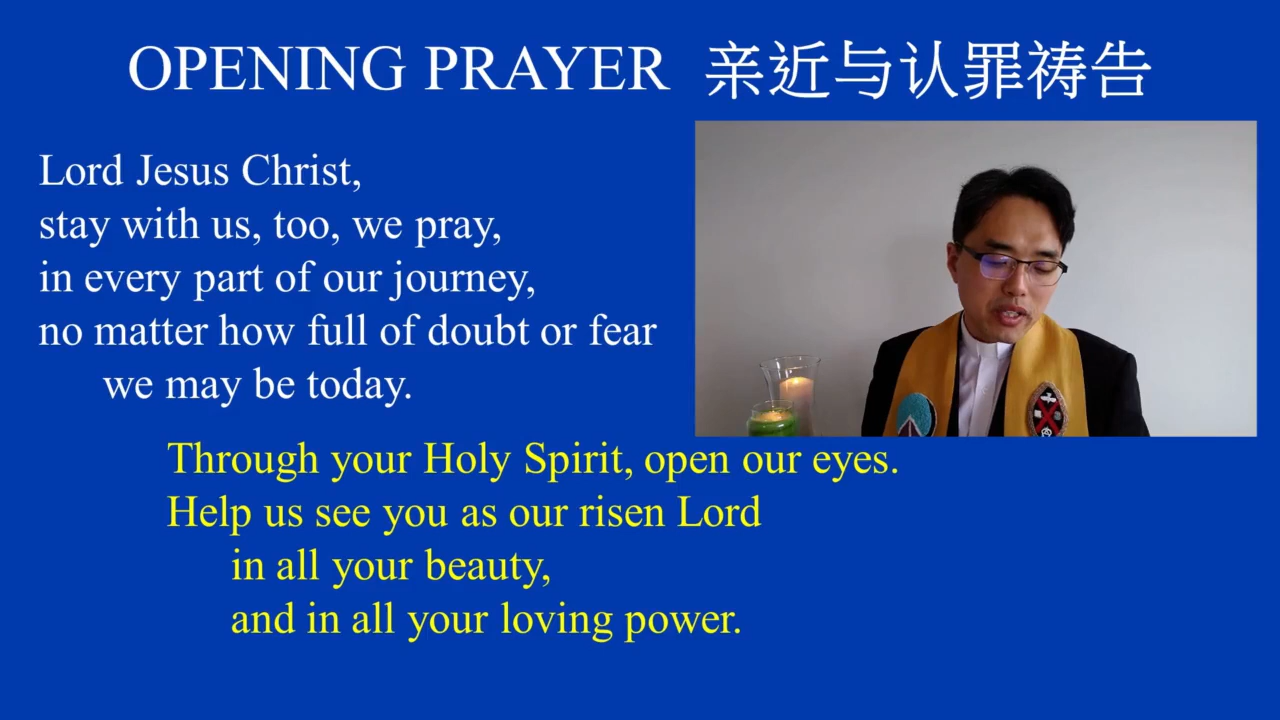 OPENING PRAYER 亲近与认罪祷告
Lord Jesus Christ,
stay with us, too, we pray,
in every part of our journey,
no matter how full of doubt or fear
we may be today.
Through your Holy Spirit, open our eyes.
Help us see you as our risen Lord
in all your beauty,
and in all your loving power.